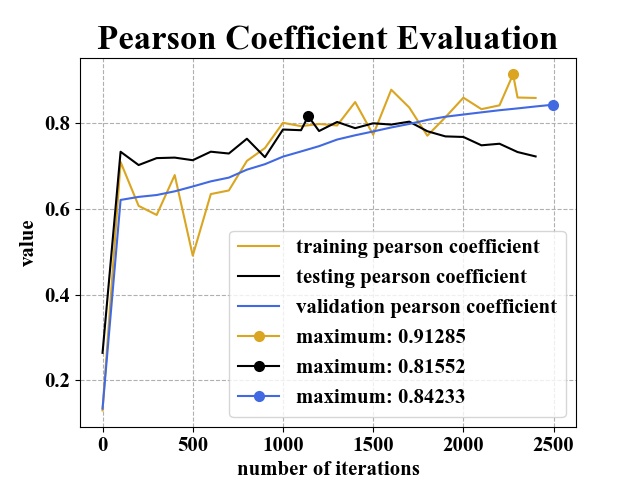 Pearson Coefficient Evaluation
value
0.8
0.6
0.4
0.2
training pearson coefficient
testing pearson coefficient
validation pearson coefficient
maximum: 0.91285
maximum: 0.81552
maximum: 0.84233
0 500 1000 1500 2000 2500
number of iterations